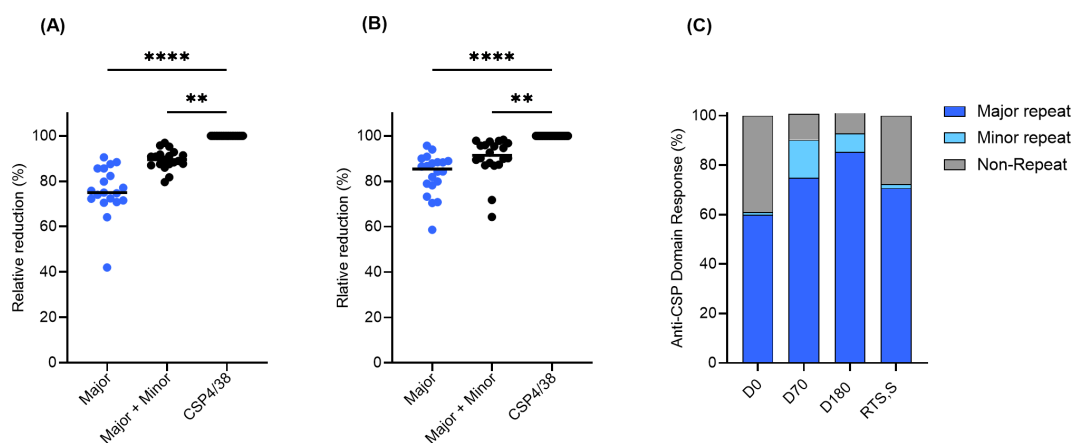 (A)
****
**
Relative reduction (%)
100
80
60
40
20
0
Major
Major + Minor
CSP4/38
(B)
****
**
Rlative reduction (%)
100
80
60
40
20
0
Major
Major + Minor
CSP4/38
(C)
Anti-CSP Domain Response (%)
100
80
60
40
20
0
D0
D70
D180
RTS,S
Major repeat
Minor repeat
Non-Repeat